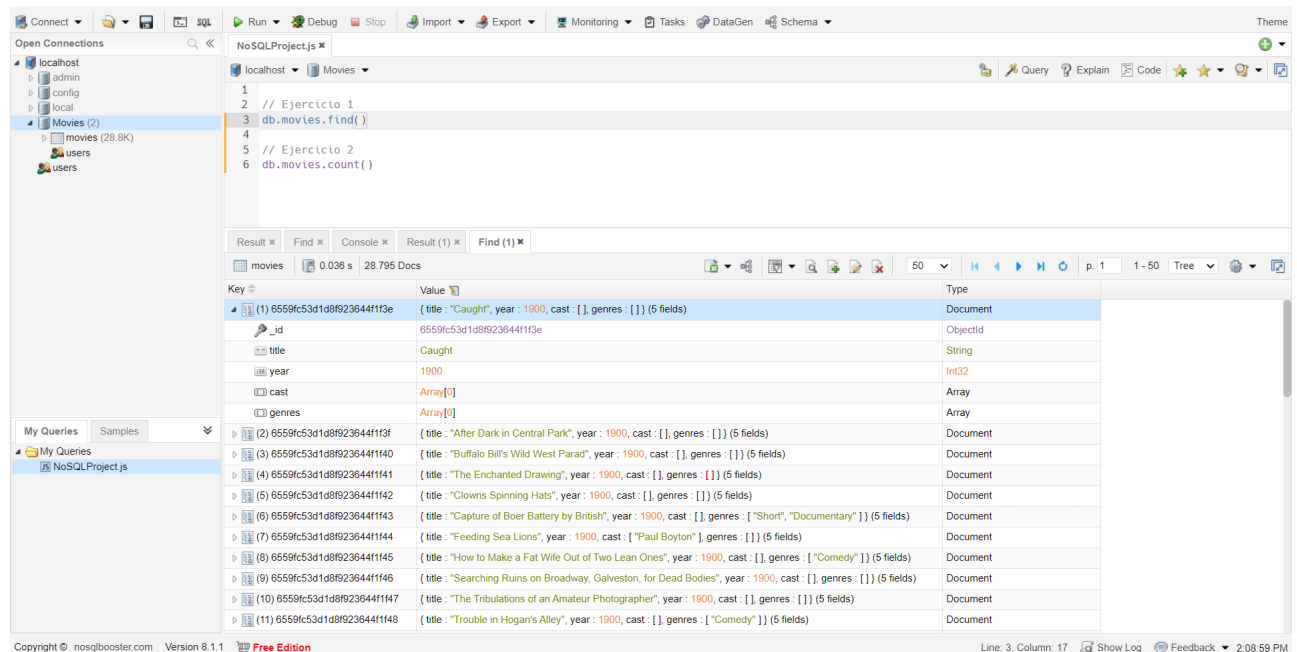 Connect Run Debug Stop Import Export Monitoring Tasks DataGen Schema Theme
SQL
Open Connections
localhost
admin
config
local
Movies (2)
movies (28.8K)
users
users
My Queries Samples
My Queries
NoSQLProject.js
NoSQLProject.js
localhost Movies Query Explain Code
1
2 // Ejercicio 1
3 db.movies.find()
4
5 // Ejercicio 2
6 db.movies.count()
Result Find Console Result (1) Find (1)
movies 0.036 s 28.795 Docs 50 p. 1 1 - 50 Tree
Key Value Type
(1) 6559fc53d1d8f923644f1f3e { title : "Caught", year : 1900, cast : [ ], genres : [ ] } (5 fields) Document
_id 6559fc53d1d8f923644f1f3e ObjectId
title Caught String
year 1900 Int32
cast Array[0] Array
genres Array[0] Array
(2) 6559fc53d1d8f923644f1f3f { title : "After Dark in Central Park", year : 1900, cast : [ ], genres : [ ] } (5 fields) Document
(3) 6559fc53d1d8f923644f1f40 { title : "Buffalo Bill's Wild West Parad", year : 1900, cast : [ ], genres : [ ] } (5 fields) Document
(4) 6559fc53d1d8f923644f1f41 { title : "The Enchanted Drawing", year : 1900, cast : [ ], genres : [ ] } (5 fields) Document
(5) 6559fc53d1d8f923644f1f42 { title : "Clowns Spinning Hats", year : 1900, cast : [ ], genres : [ ] } (5 fields) Document
(6) 6559fc53d1d8f923644f1f43 { title : "Capture of Boer Battery by British", year : 1900, cast : [ ], genres : [ "Short", "Documentary" ] } (5 fields) Document
(7) 6559fc53d1d8f923644f1f44 { title : "Feeding Sea Lions", year : 1900, cast : [ "Paul Boyton" ], genres : [ ] } (5 fields) Document
(8) 6559fc53d1d8f923644f1f45 { title : "How to Make a Fat Wife Out of Two Lean Ones", year : 1900, cast : [ ], genres : [ "Comedy" ] } (5 fields) Document
(9) 6559fc53d1d8f923644f1f46 { title : "Searching Ruins on Broadway, Galveston, for Dead Bodies", year : 1900, cast : [ ], genres : [ ] } (5 fields) Document
(10) 6559fc53d1d8f923644f1f47 { title : "The Tribulations of an Amateur Photographer", year : 1900, cast : [ ], genres : [ ] } (5 fields) Document
(11) 6559fc53d1d8f923644f1f48 { title : "Trouble in Hogan's Alley", year : 1900, cast : [ ], genres : [ "Comedy" ] } (5 fields) Document
Copyright © nosqlbooster.com Version 8.1.1 Free Edition Line: 3, Column: 17 Show Log Feedback 2:08:59 PM